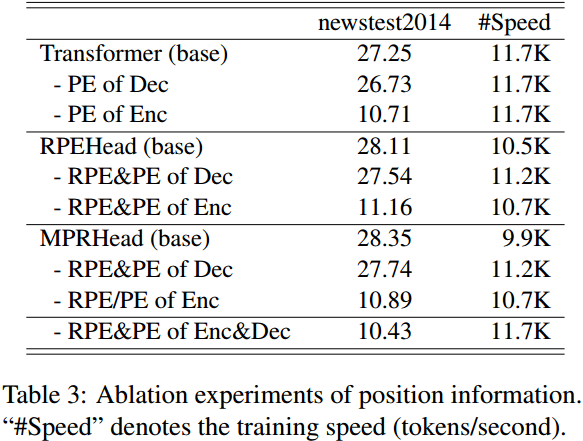 newstest2014 #Speed
Transformer (base) 27.25 11.7K
- PE of Dec 26.73 11.7K
- PE of Enc 10.71 11.7K
RPEHead (base) 28.11 10.5K
- RPE&PE of Dec 27.54 11.2K
- RPE&PE of Enc 11.16 10.7K
MPRHead (base) 28.35 9.9K
- RPE&PE of Dec 27.74 11.2K
- RPE/PE of Enc 10.89 10.7K
- RPE&PE of Enc&Dec 10.43 11.7K
Table 3: Ablation experiments of position information.
“#Speed” denotes the training speed (tokens/second).